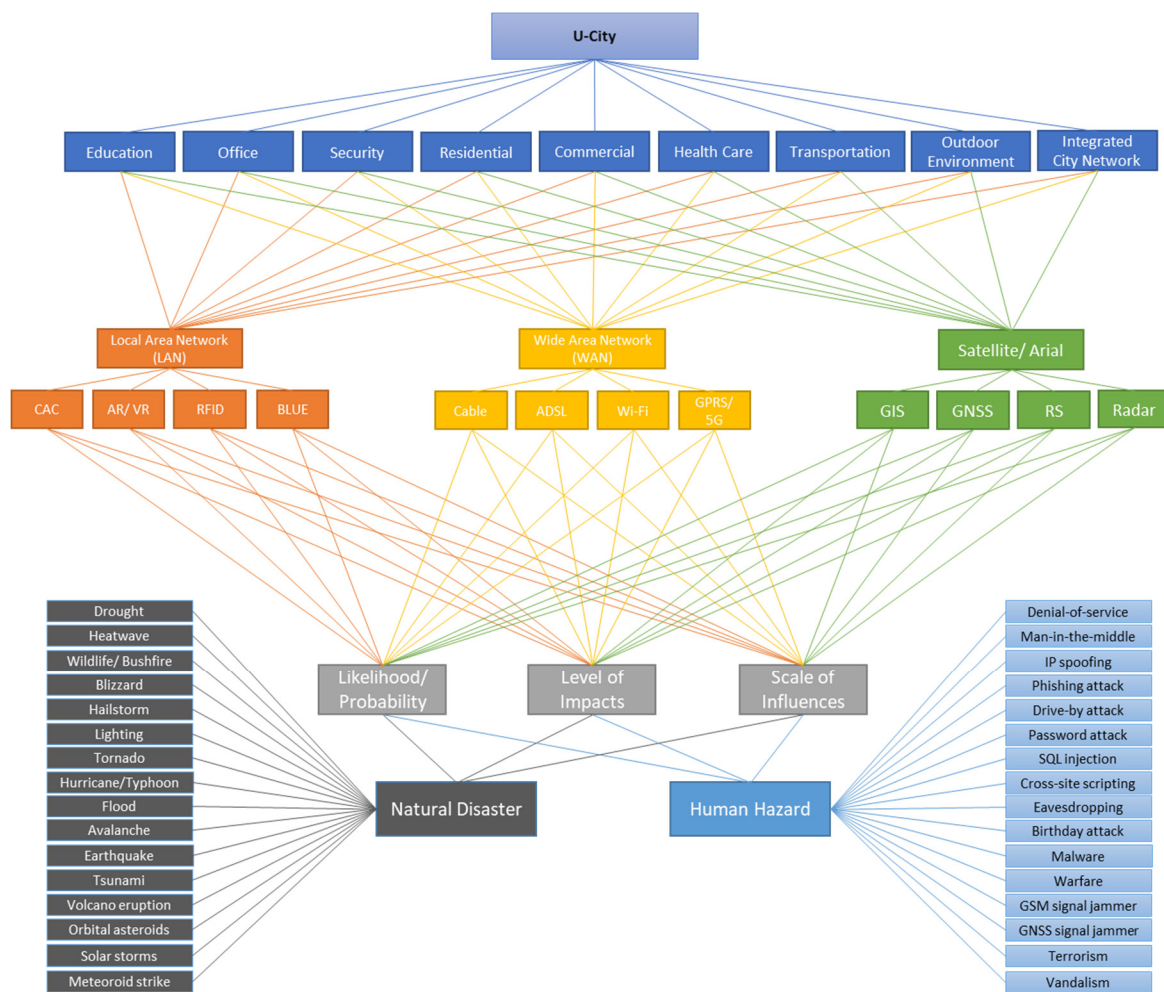 U-City
Education
Office
Security
Residential
Commercial
Health Care
Transportation
Outdoor
Environment
Integrated
City Network
Local Area Network
(LAN)
Wide Area Network
(WAN)
Satellite/ Arial
CAC
AR/ VR
RFID
BLUE
Cable
ADSL
Wi-Fi
GPRS/
5G
GIS
GNSS
RS
Radar
Likelihood/
Probability
Level of
Impacts
Scale of
Influences
Natural Disaster
Human Hazard
Drought
Heatwave
Wildlife/ Bushfire
Blizzard
Hailstorm
Lighting
Tornado
Hurricane/Typhoon
Flood
Avalanche
Earthquake
Tsunami
Volcano eruption
Orbital asteroids
Solar storms
Meteoroid strike
Denial-of-service
Man-in-the-middle
IP spoofing
Phishing attack
Drive-by attack
Password attack
SQL injection
Cross-site scripting
Eavesdropping
Birthday attack
Malware
Warfare
GSM signal jammer
GNSS signal jammer
Terrorism
Vandalism